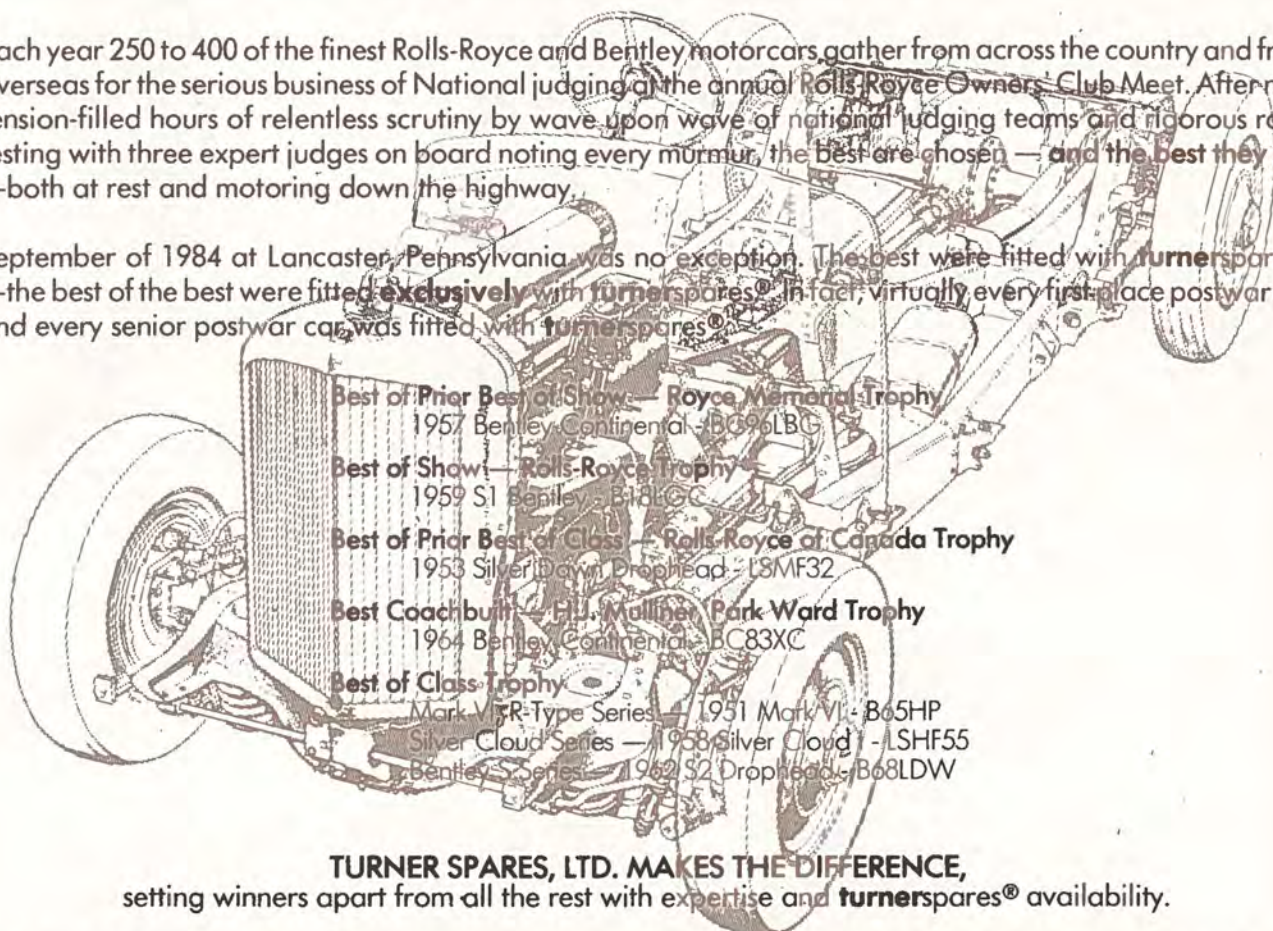 ach year 250 to 400 of the finest Rolls-Royce and Bentley motorcars gather from across the country and fr
verseas for the serious business of National judging at the annual Rolls-Royce Owners' Club Meet. After
ension-filled hours of relentless scrutiny by wave upon wave of national judging teams and rigorous ro
esting with three expert judges on board noting every murmur, the best are chosen — and the best they
-both at rest and motoring down the highway.
eptember of 1984 at Lancaster, Pennsylvania was no exception. The best were fitted with turnerspar
-the best of the best were fitted exclusively with turnerspares®. In fact, virtually every first-place postwar
nd every senior postwar car was fitted with turnerspares®
Best of Prior Best of Show — Royce Memorial Trophy
1957 Bentley Continental - BC96LBG
Best of Show — Rolls-Royce Trophy
1959 S1 Bentley - B18LGC
Best of Prior Best of Class — Rolls-Royce of Canada Trophy
1953 Silver Dawn Drophead - LSMF32
Best Coachbuilt — H.J. Mulliner, Park Ward Trophy
1964 Bentley Continental - BC83XC
Best of Class Trophy
Mark VI, R-Type Series — 1951 Mark VI - B65HP
Silver Cloud Series — 1958 Silver Cloud I - LSHF55
Bentley S Series — 1962 S2 Drophead - B68LDW
TURNER SPARES, LTD. MAKES THE DIFFERENCE,
setting winners apart from all the rest with expertise and turnerspares® availability.